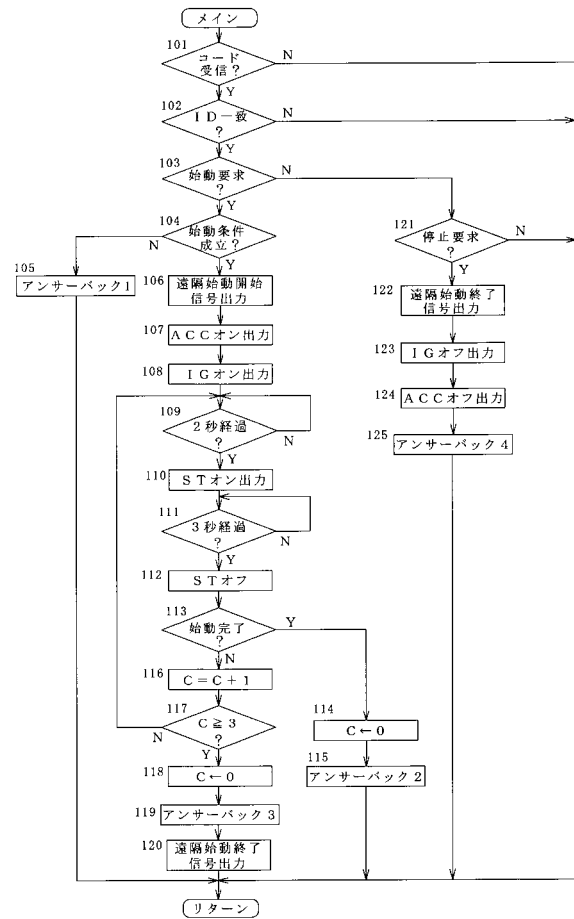 メイン
101
コード
受信?
N
Y
102
ID一致
?
N
Y
103
始動要求
?
N
Y
104
始動条件
成立?
N
Y
105
アンサーバック1
106
遠隔始動開始
信号出力
107
ACCオン出力
108
IGオン出力
109
2秒経過
?
N
Y
110
STオン出力
111
3秒経過
?
N
Y
112
STオフ
113
始動完了
?
Y
N
116
C=C+1
117
C≧3
?
N
Y
118
C←0
119
アンサーバック3
120
遠隔始動終了
信号出力
114
C←0
115
アンサーバック2
121
停止要求
?
N
Y
122
遠隔始動終了
信号出力
123
IGオフ出力
124
ACCオフ出力
125
アンサーバック4
リターン